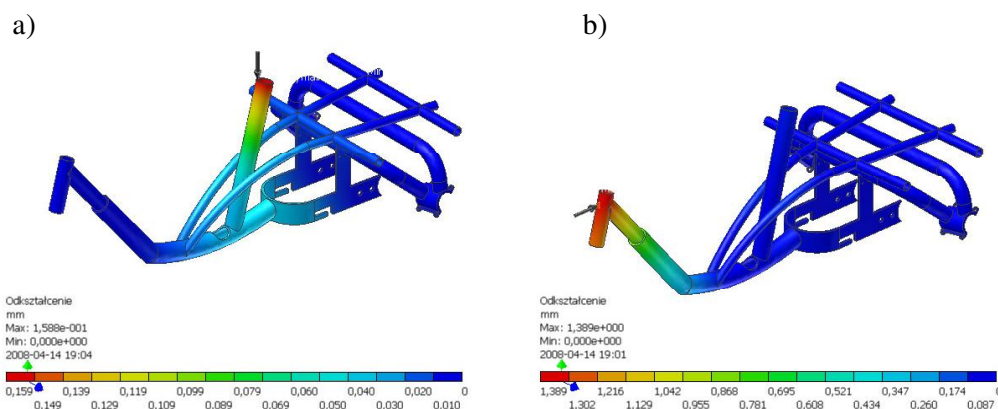 a)
b)
Odkształcenie
mm
Max: 1,588e-001
Min: 0,000e+000
2008-04-14 19:04
0,159 0,139 0,119 0,099 0,079 0,060 0,040 0,020 0
0.149 0.129 0.109 0.089 0.069 0.050 0.030 0.010
Odkształcenie
mm
Max: 1,389e+000
Min: 0,000e+000
2008-04-14 19:01
1,389 1,216 1,042 0,868 0,695 0,521 0,347 0,174 0
1.302 1.129 0.955 0.781 0.608 0.434 0.260 0.087